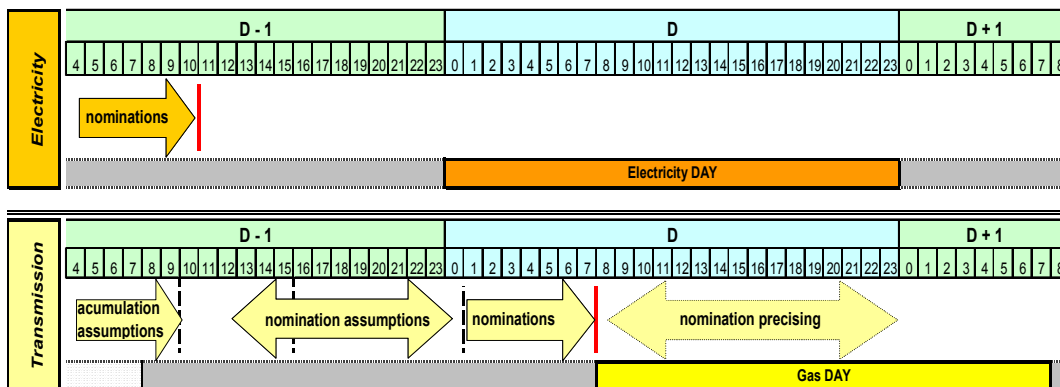 D - 1 D D + 1
4 5 6 7 8 9 10 11 12 13 14 15 16 17 18 19 20 21 22 23 0 1 2 3 4 5 6 7 8 9 10 11 12 13 14 15 16 17 18 19 20 21 22 23 0 1 2 3 4 5 6 7 8
Electricity
nominations
Electricity DAY
D - 1 D D + 1
4 5 6 7 8 9 10 11 12 13 14 15 16 17 18 19 20 21 22 23 0 1 2 3 4 5 6 7 8 9 10 11 12 13 14 15 16 17 18 19 20 21 22 23 0 1 2 3 4 5 6 7 8
Transmission
acumulation
assumptions
nomination assumptions
nominations
nomination precising
Gas DAY